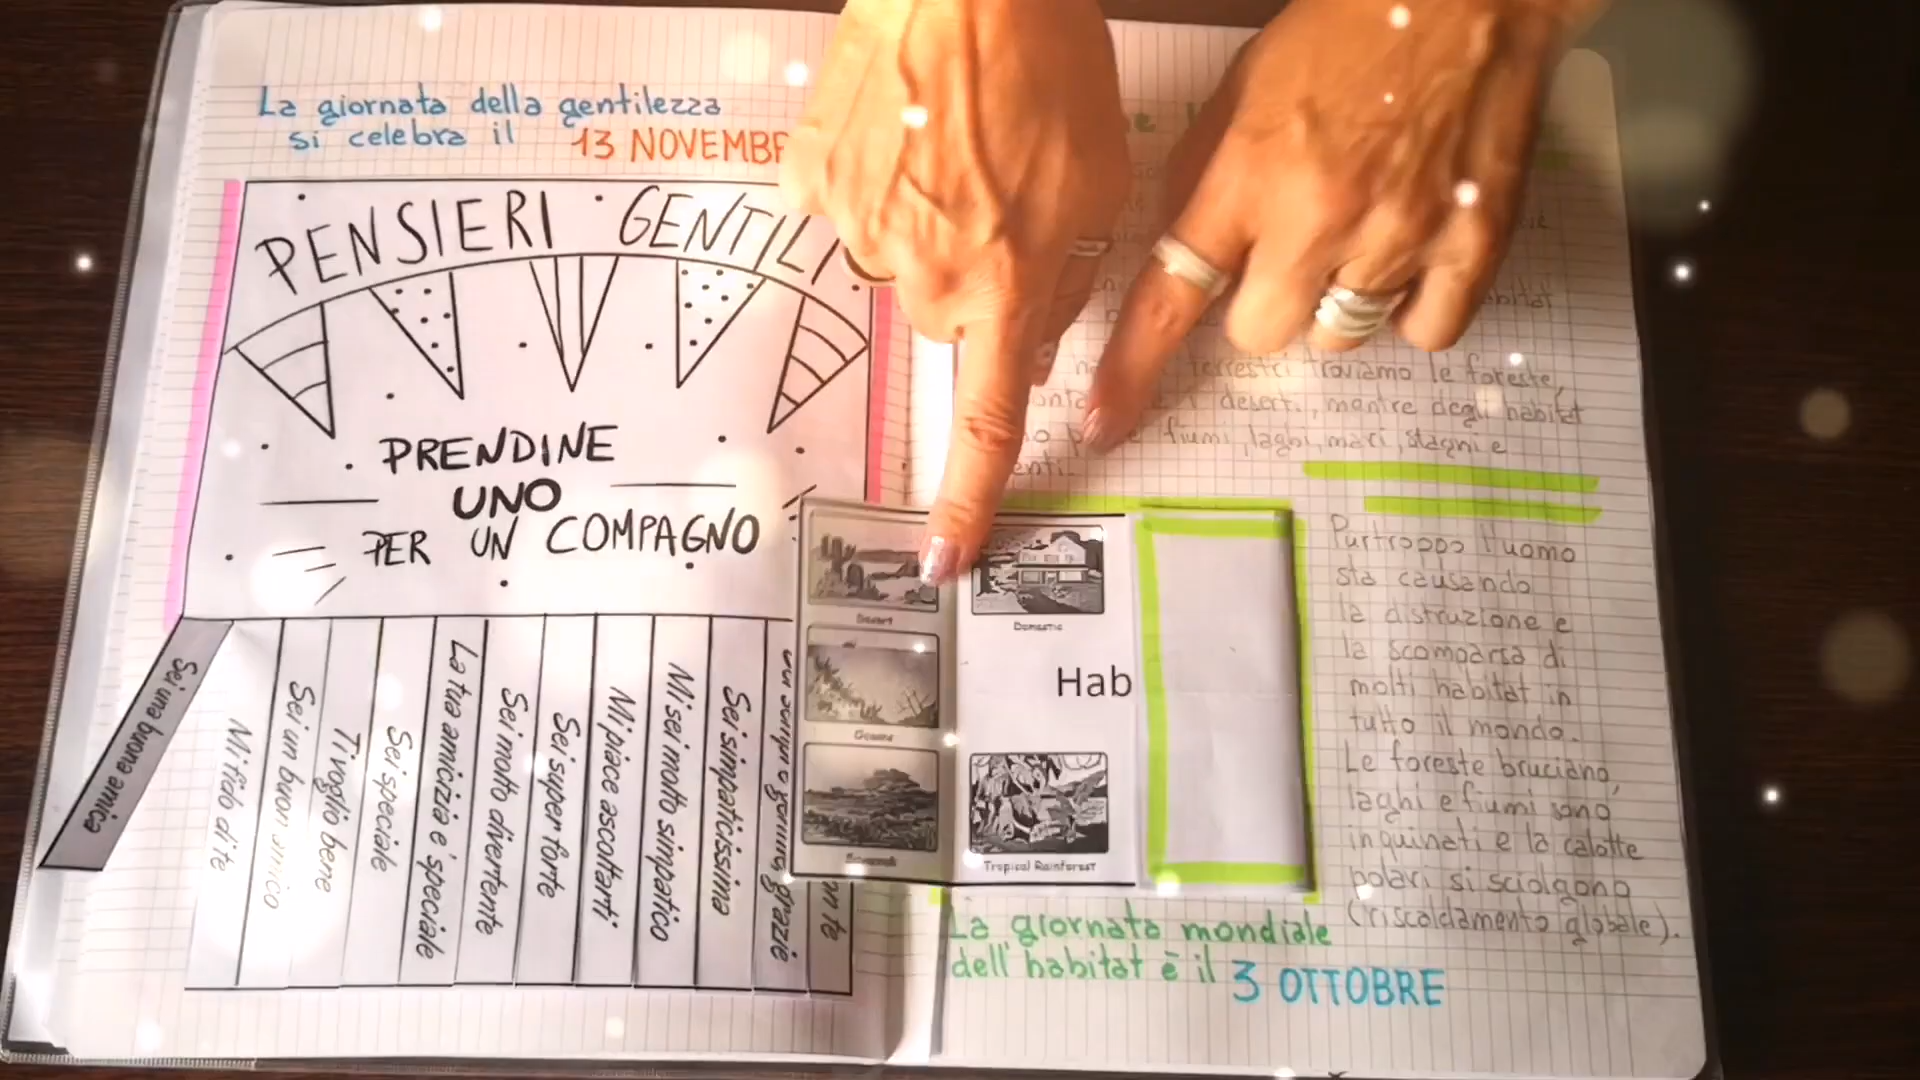 La giornata della gentilezza
si celebra il 13 NOVEMBR
PENSIERI GENTILI
PRENDINE
UNO
PER UN COMPAGNO
Sei una buona amica
Mi fido di te
Sei un buon amico
Ti voglio bene
Sei speciale
La tua amicizia e' speciale
Sei molto divertente
Sei super forte
Mi piace ascoltarti
Mi sei molto simpatico
Sei simpaticissima
grazie
on te
terrestri troviamo le foreste,
i deserti, mentre degli habitat
fiumi, laghi, mari, stagni e
Desert
Domestic
Hab
Tropical Rainforest
Purtroppo l'uomo
sta causando
la distruzione e
la scomparsa di
molti habitat in
tutto il mondo.
Le foreste bruciano,
laghi e fiumi sono
inquinati e la calotte
polari si sciolgono
(riscaldamento globale).
La giornata mondiale
dell'habitat è il 3 OTTOBRE